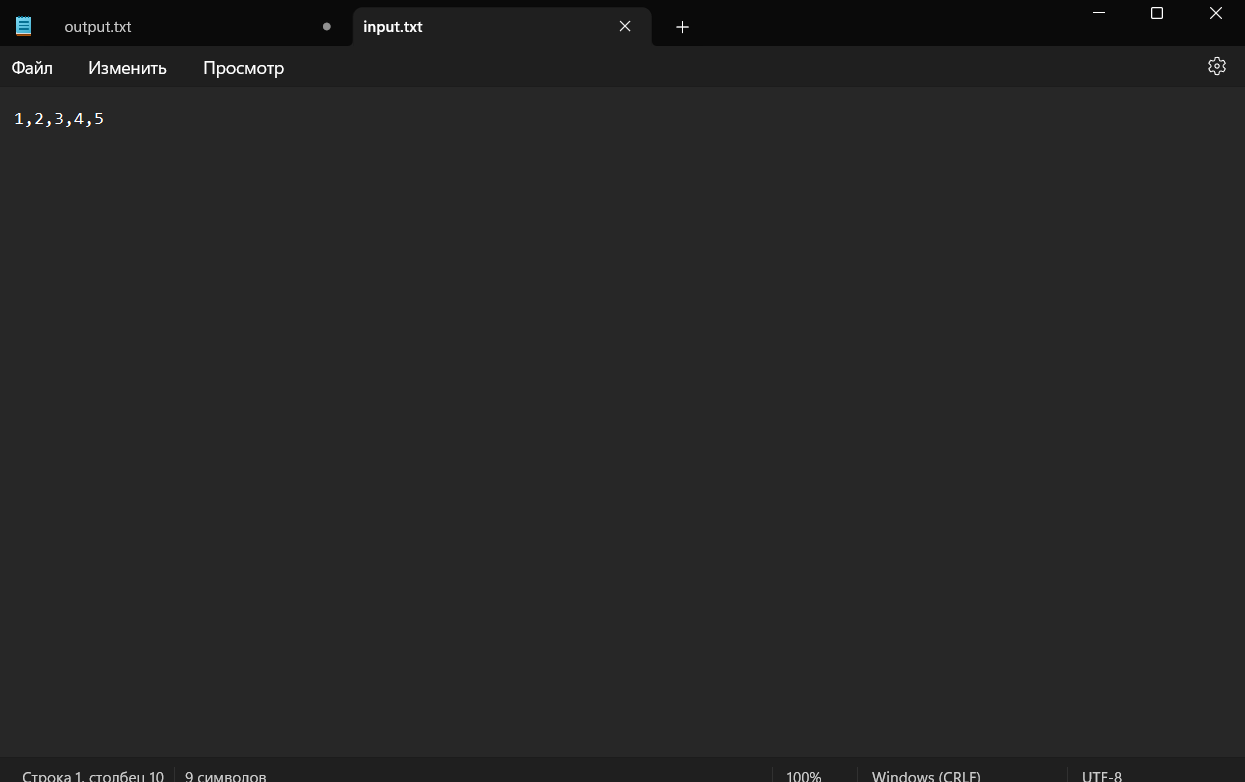 output.txt
input.txt
Файл
Изменить
Просмотр
1,2,3,4,5
Строка 1, столбец 10
9 символов
100%
Windows (CRLF)
UTF-8